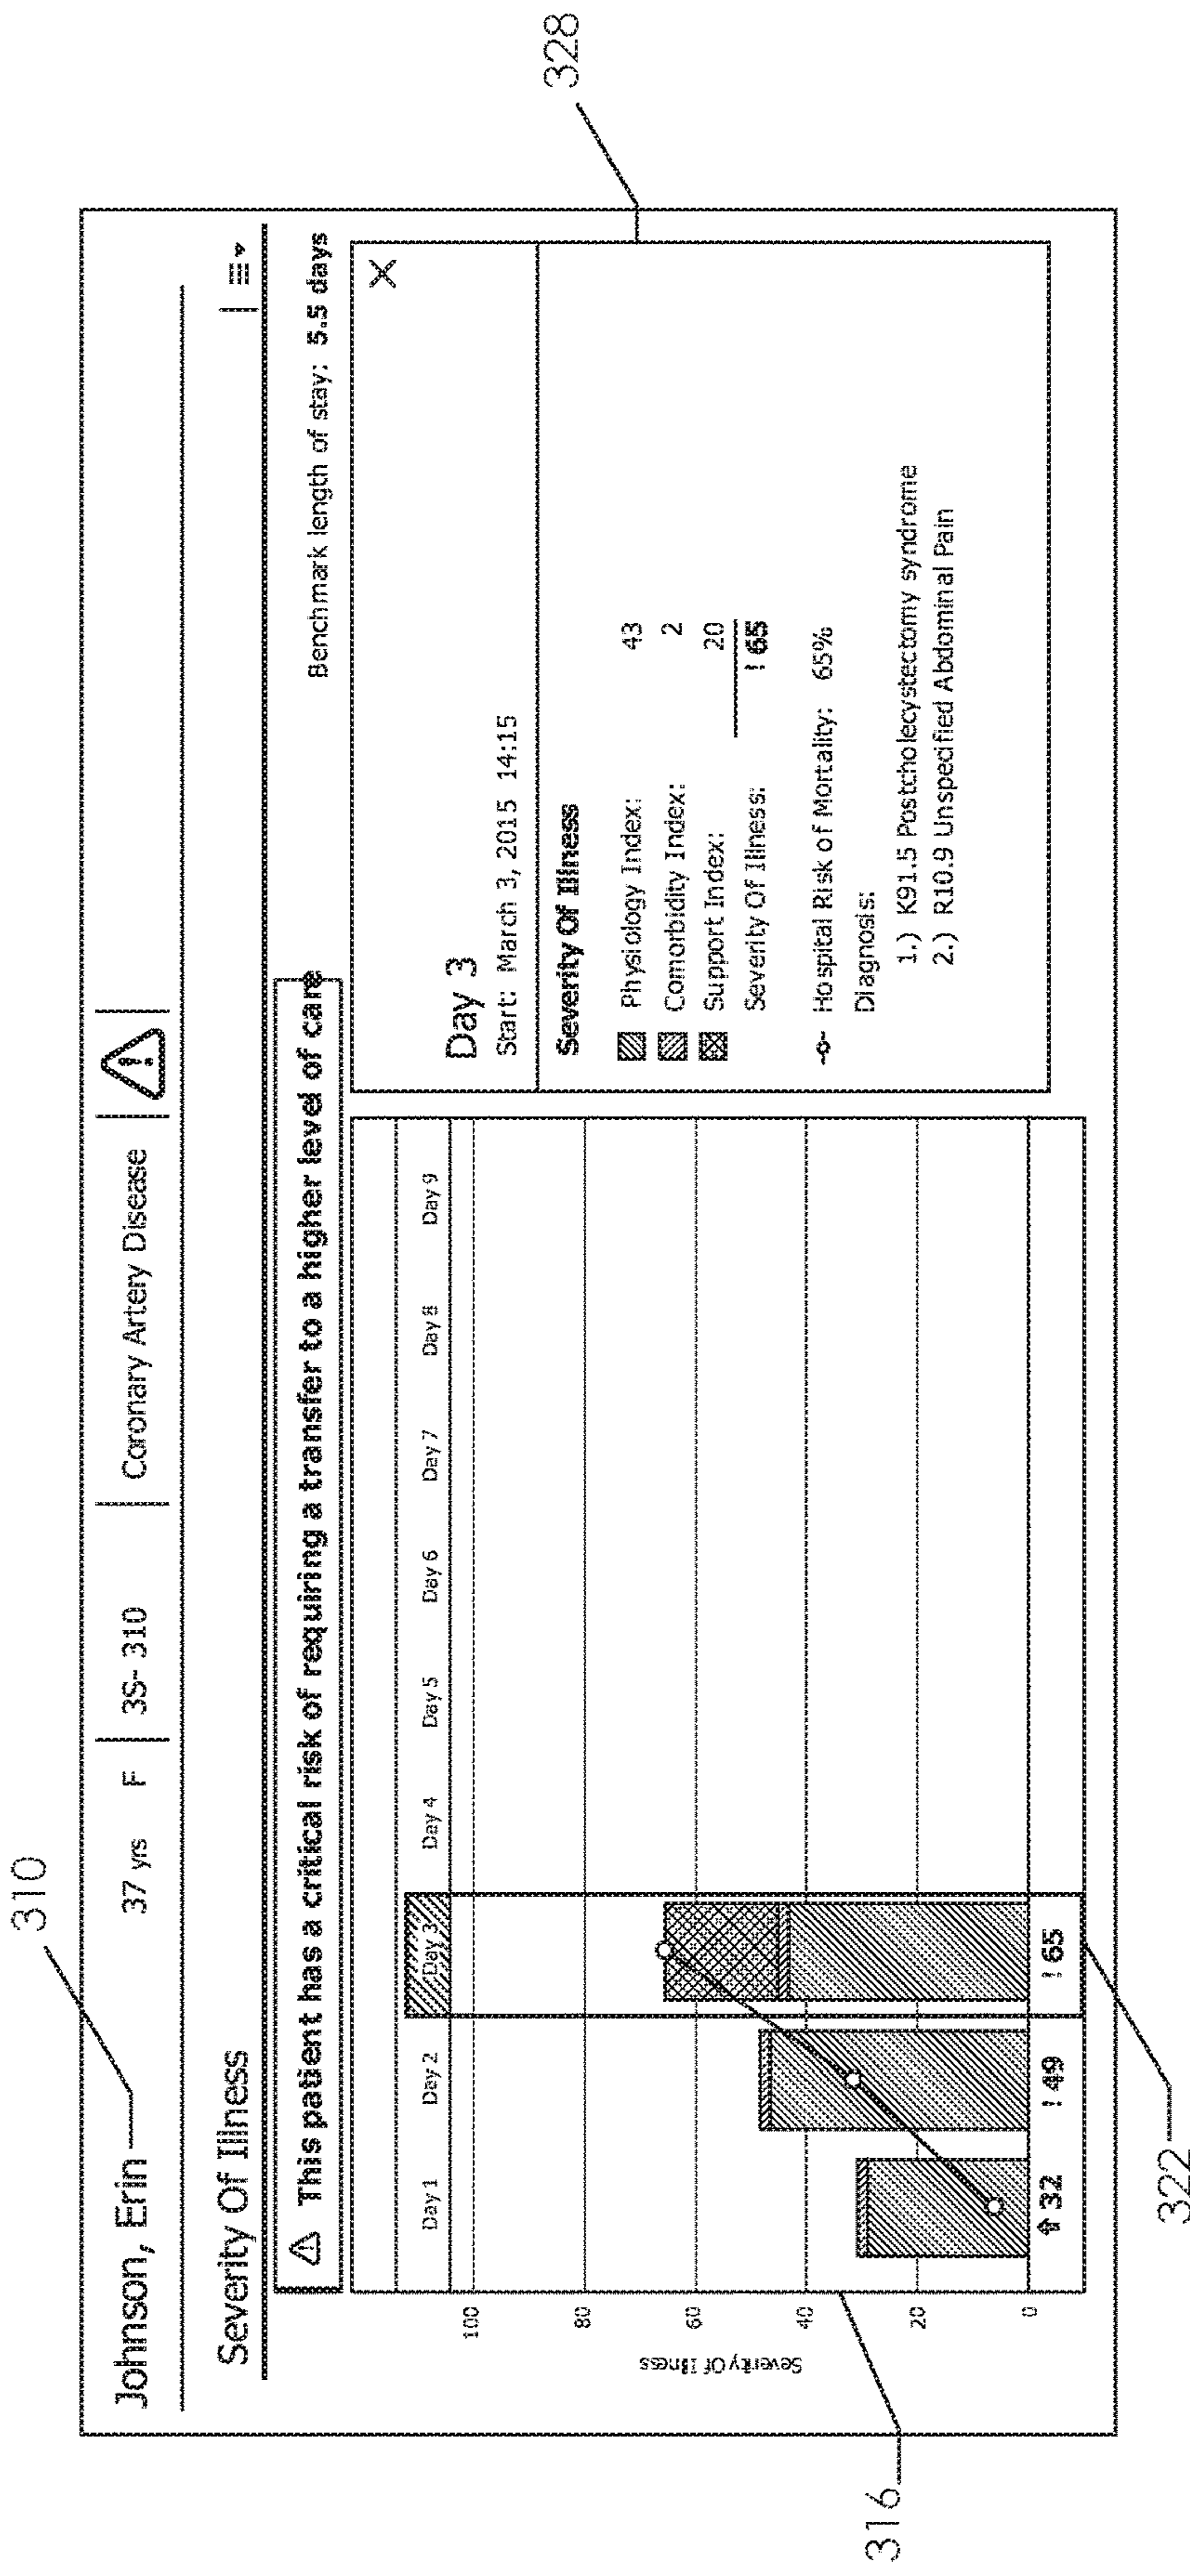 310
Johnson, Erin
37 yrs F
3S-310
Coronary Artery Disease
!
Severity Of Illness
⚠ This patient has a critical risk of requiring a transfer to a higher level of care
Benchmark length of stay: 5.5 days
Day 1 Day 2 Day 3 Day 4 Day 5 Day 6 Day 7 Day 8 Day 9
Severity Of Illness
100
80
60
40
20
0
⬆32 !49 !65
X
Day 3
Start: March 3, 2015 14:15
Severity Of Illness
Physiology Index: 43
Comorbidity Index: 2
Support Index: 20
Severity Of Illness: ! 65
Hospital Risk of Mortality: 65%
Diagnosis:
1.) K91.5 Postcholecystectomy syndrome
2.) R10.9 Unspecified Abdominal Pain
316
322
328